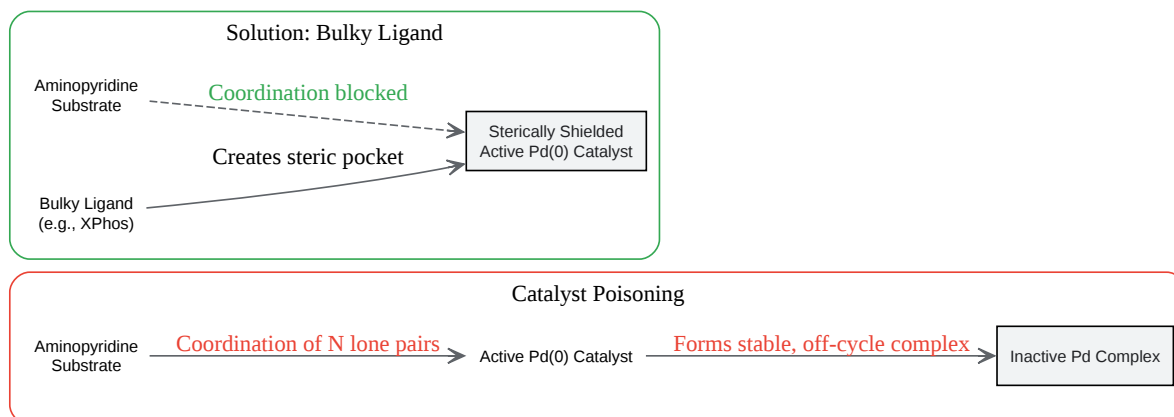 Solution: Bulky Ligand
Aminopyridine
Substrate
Coordination blocked
Sterically Shielded
Active Pd(0) Catalyst
Creates steric pocket
Bulky Ligand
(e.g., XPhos)
Catalyst Poisoning
Aminopyridine
Substrate
Coordination of N lone pairs
Active Pd(0) Catalyst
Forms stable, off-cycle complex
Inactive Pd Complex